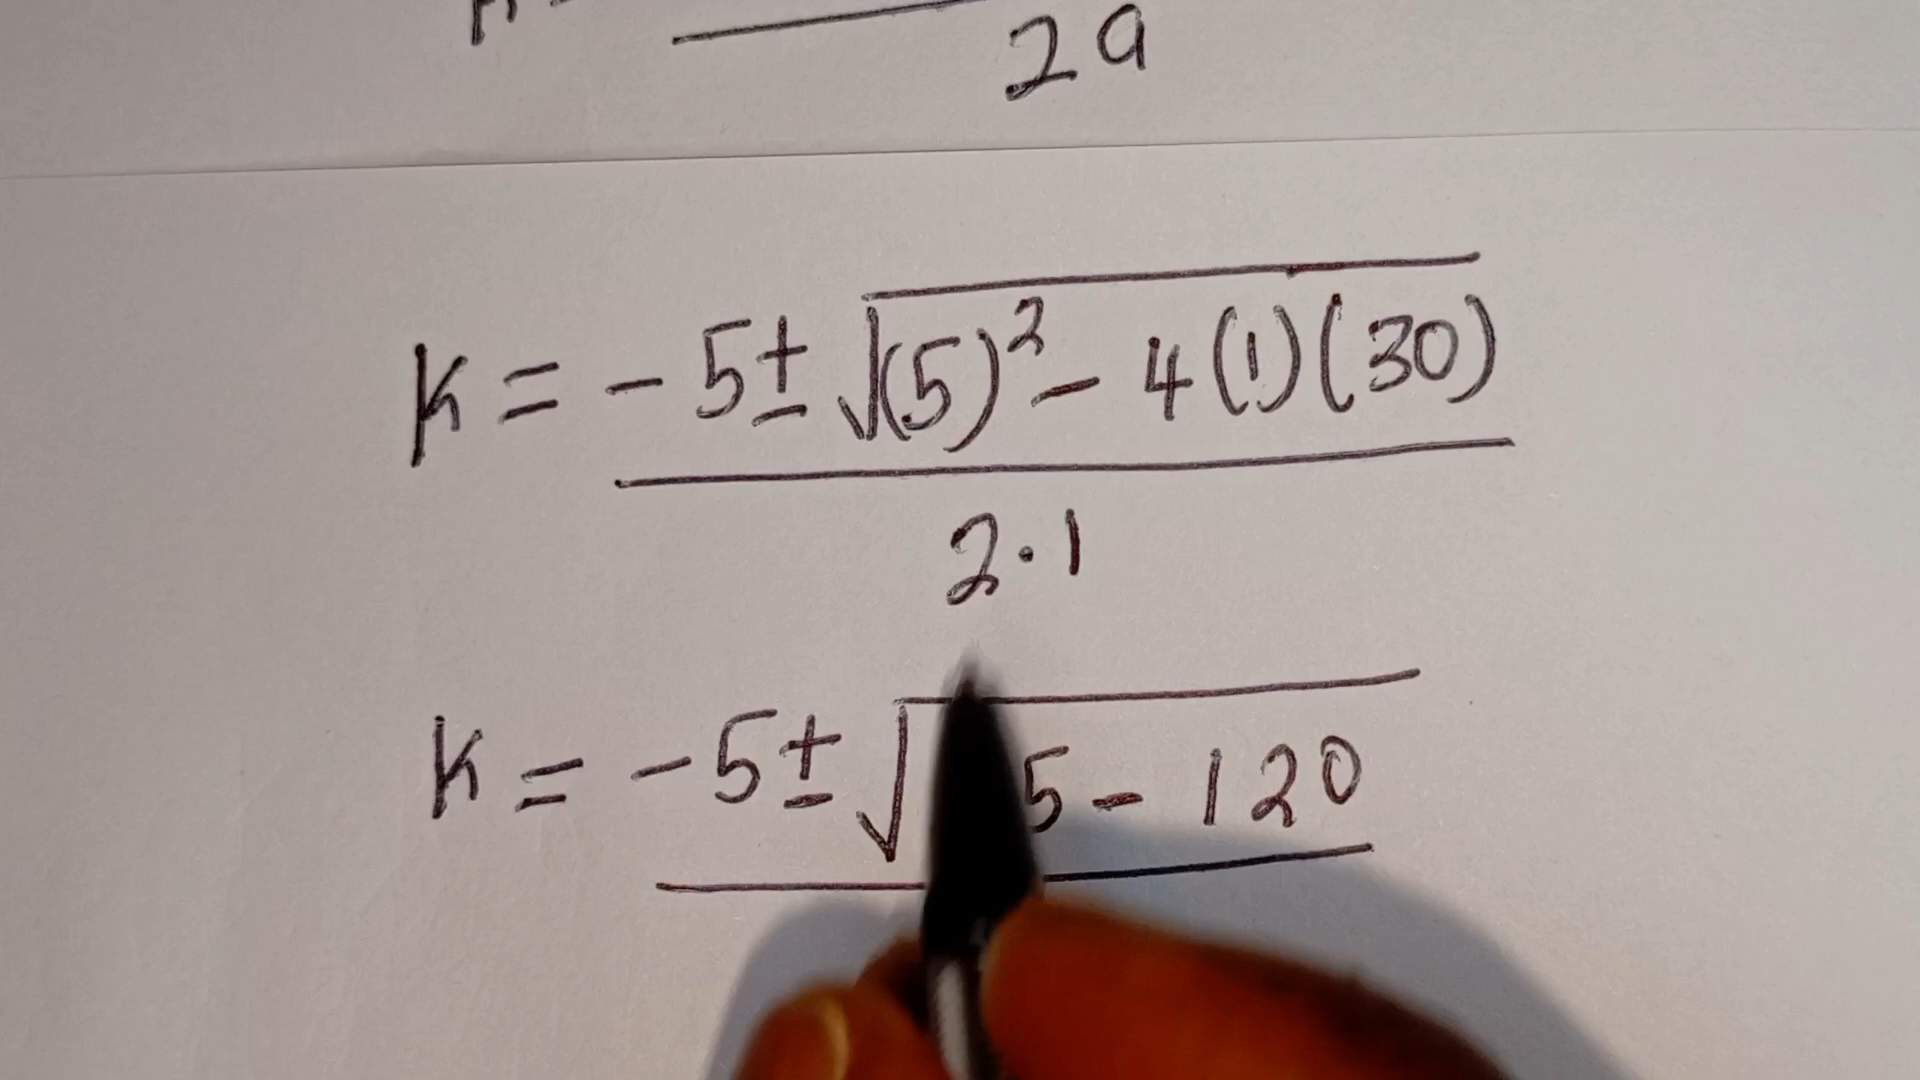 2a
K = -5 ± √(5)² - 4(1)(30)
2·1
K = -5 ± √ 5 - 120